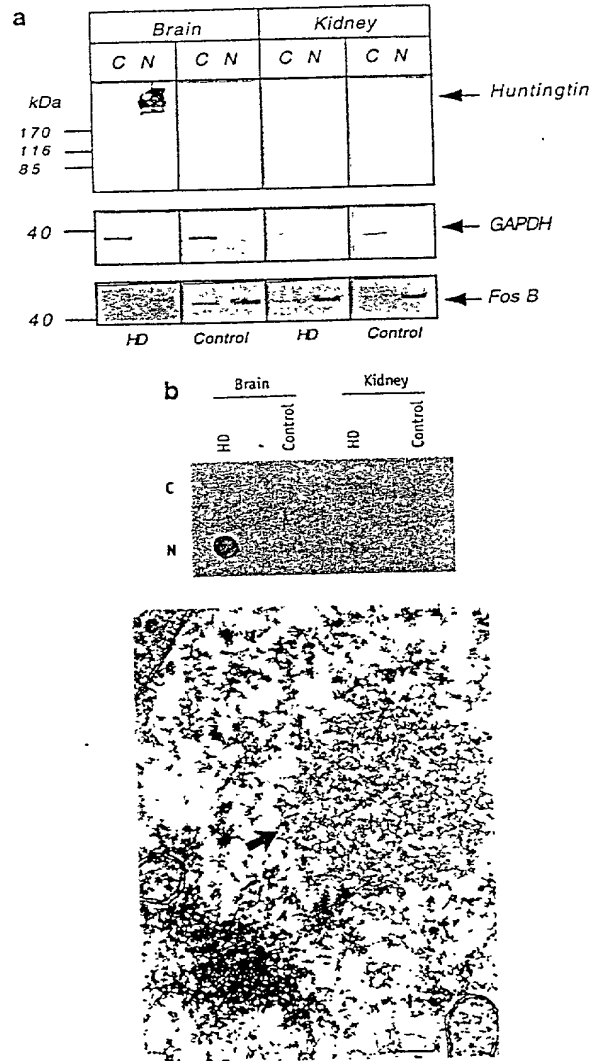 a
Brain Kidney
C N C N C N C N
kDa
Huntingtin
170
116
85
40
GAPDH
Fos B
40
HD Control HD Control
b
Brain Kidney
HD Control HD Control
C
N